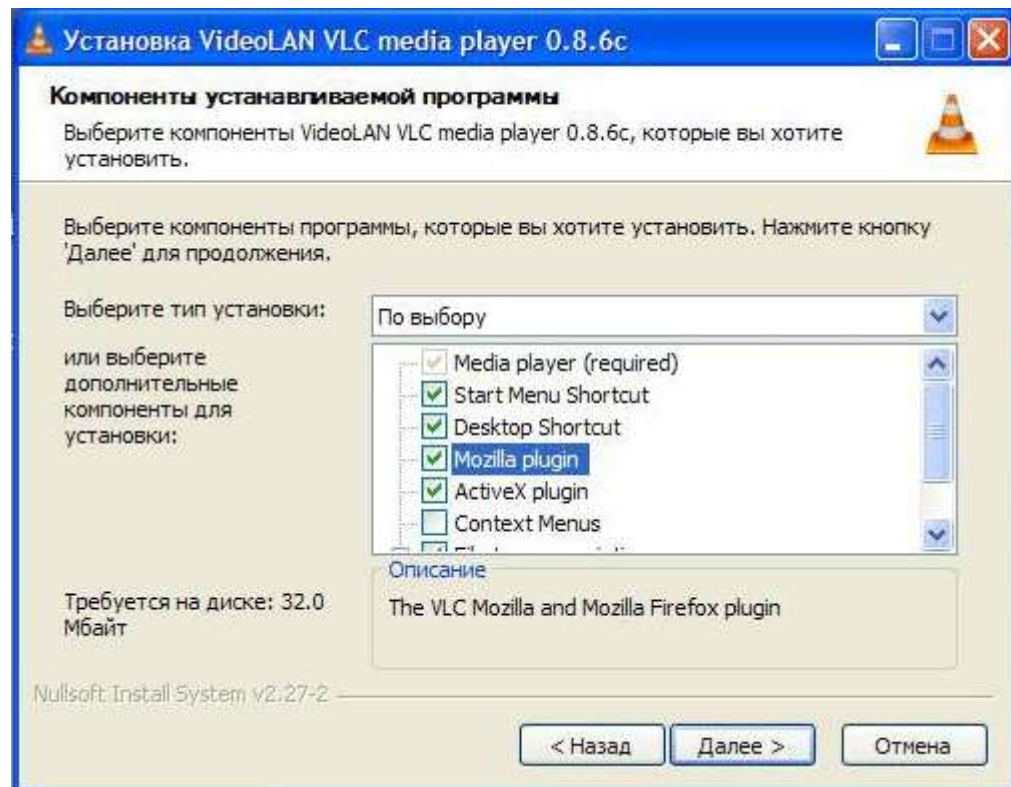 Установка VideoLAN VLC media player 0.8.6c
Компоненты устанавливаемой программы
Выберите компоненты VideoLAN VLC media player 0.8.6c, которые вы хотите
установить.
Выберите компоненты программы, которые вы хотите установить. Нажмите кнопку
'Далее' для продолжения.
Выберите тип установки:
По выбору
или выберите
дополнительные
компоненты для
установки:
Media player (required)
Start Menu Shortcut
Desktop Shortcut
Mozilla plugin
ActiveX plugin
Context Menus
Описание
Требуется на диске: 32.0
Мбайт
The VLC Mozilla and Mozilla Firefox plugin
Nullsoft Install System v2.27-2
< Назад
Далее >
Отмена